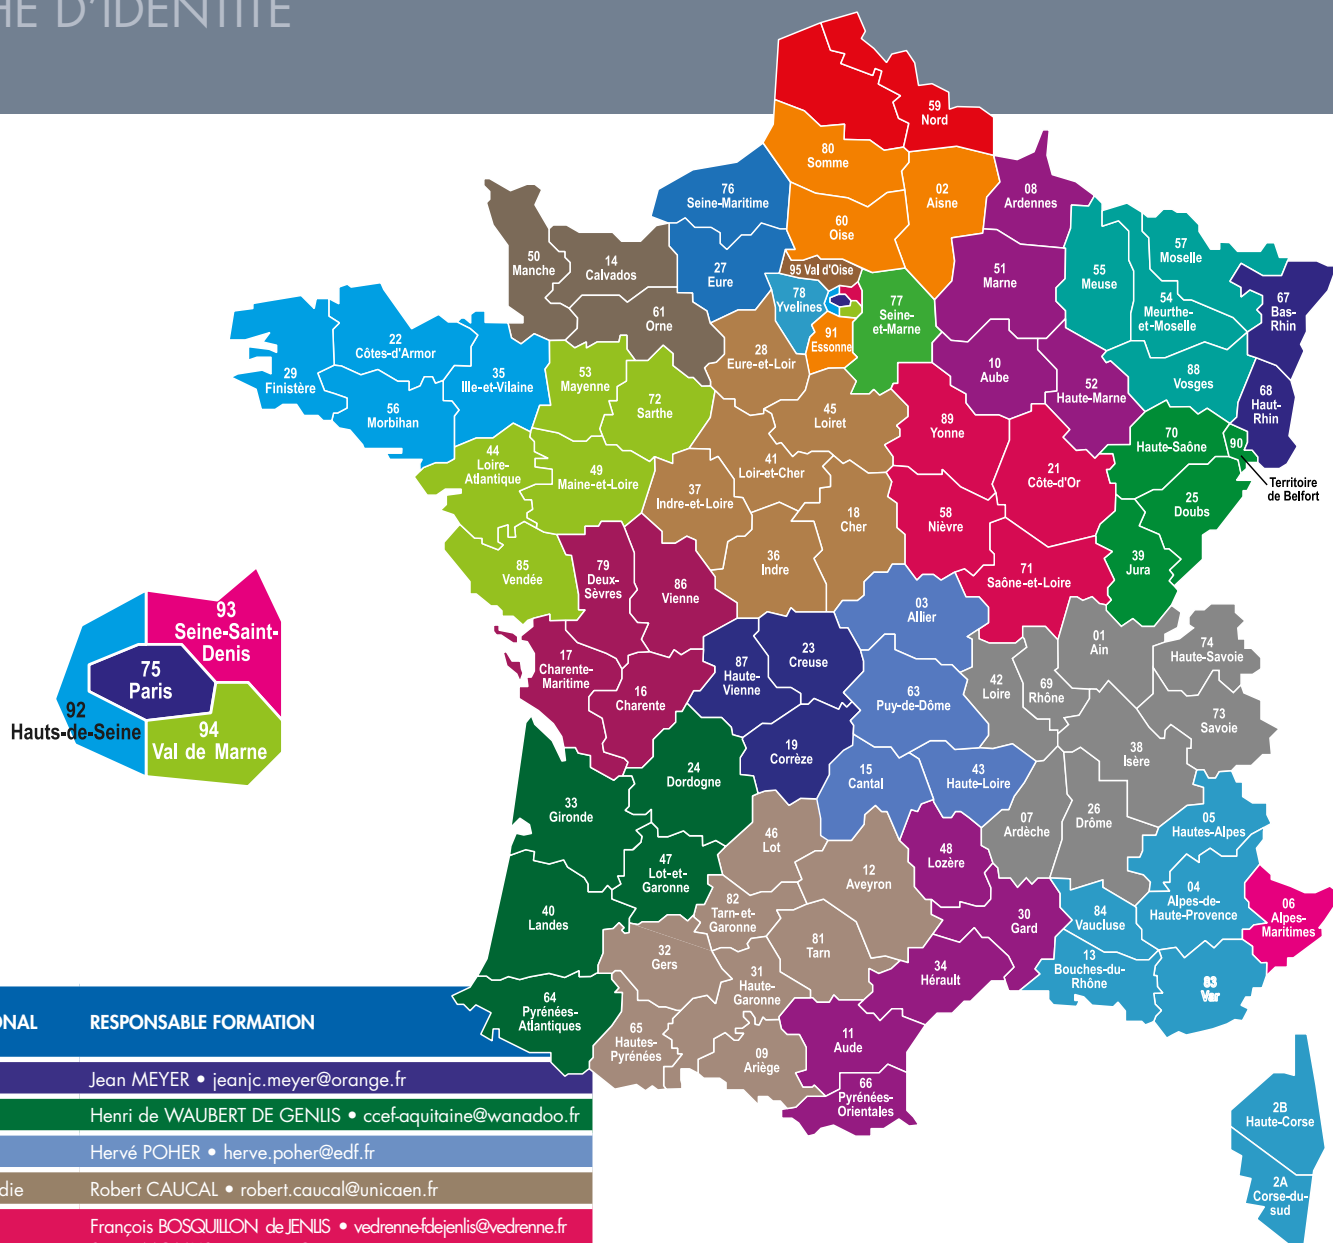 HE D'IDENTITÉ
59
Nord
80
Somme
02
Aisne
08
Ardennes
76
Seine-Maritime
60
Oise
57
Moselle
50
Manche
14
Calvados
27
Eure
95 Val d'Oise
51
Marne
55
Meuse
54
Meurthe-
et-Moselle
67
Bas-
Rhin
78
Yvelines
77
Seine-
et-Marne
61
Orne
91
Essonne
22
Côtes-d'Armor
28
Eure-et-Loir
29
Finistère
35
Ille-et-Vilaine
53
Mayenne
10
Aube
52
Haute-Marne
88
Vosges
68
Haut-
Rhin
56
Morbihan
72
Sarthe
45
Loiret
89
Yonne
70
Haute-Saône
90
Territoire
de Belfort
44
Loire-
Atlantique
49
Maine-et-Loire
41
Loir-et-Cher
21
Côte-d'Or
37
Indre-et-Loire
25
Doubs
18
Cher
58
Nièvre
36
Indre
39
Jura
85
Vendée
79
Deux-
Sèvres
86
Vienne
71
Saône-et-Loire
03
Allier
93
Seine-Saint-
Denis
75
Paris
92
Hauts-de-Seine
94
Val de Marne
17
Charente-
Maritime
87
Haute-
Vienne
23
Creuse
01
Ain
74
Haute-Savoie
16
Charente
63
Puy-de-Dôme
42
Loire
69
Rhône
73
Savoie
19
Corrèze
38
Isère
24
Dordogne
15
Cantal
43
Haute-Loire
33
Gironde
07
Ardèche
26
Drôme
05
Hautes-Alpes
46
Lot
48
Lozère
47
Lot-et-
Garonne
12
Aveyron
04
Alpes-de-
Haute-Provence
06
Alpes-
Maritimes
40
Landes
82
Tarn-et-
Garonne
30
Gard
84
Vaucluse
32
Gers
81
Tarn
34
Hérault
13
Bouches-du-
Rhône
83
Var
31
Haute-
Garonne
64
Pyrénées-
Atlantiques
65
Hautes-
Pyrénées
09
Ariège
11
Aude
66
Pyrénées-
Orientales
2B
Haute-Corse
2A
Corse-du-
sud
ONAL RESPONSABLE FORMATION
Jean MEYER • jeanjc.meyer@orange.fr
Henri de WAUBERT DE GENLIS • ccef-aquitaine@wanadoo.fr
Hervé POHER • herve.poher@edf.fr
die Robert CAUCAL • robert.caucal@unicaen.fr
François BOSQUILLON de JENLIS • vedrenne-fdejenlis@vedrenne.fr